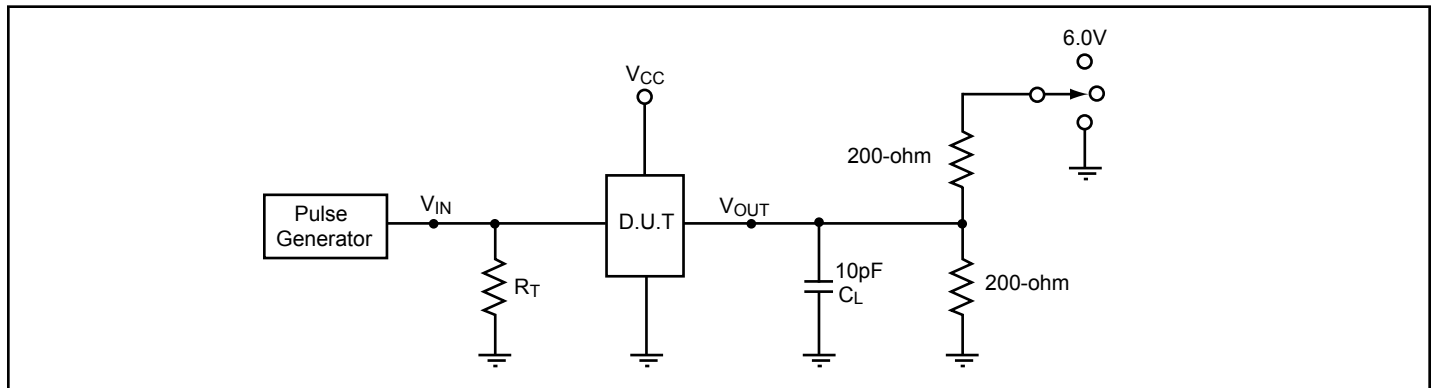 6.0V
VCC
200-ohm
Pulse
Generator
VIN
D.U.T
VOUT
RT
10pF
CL
200-ohm